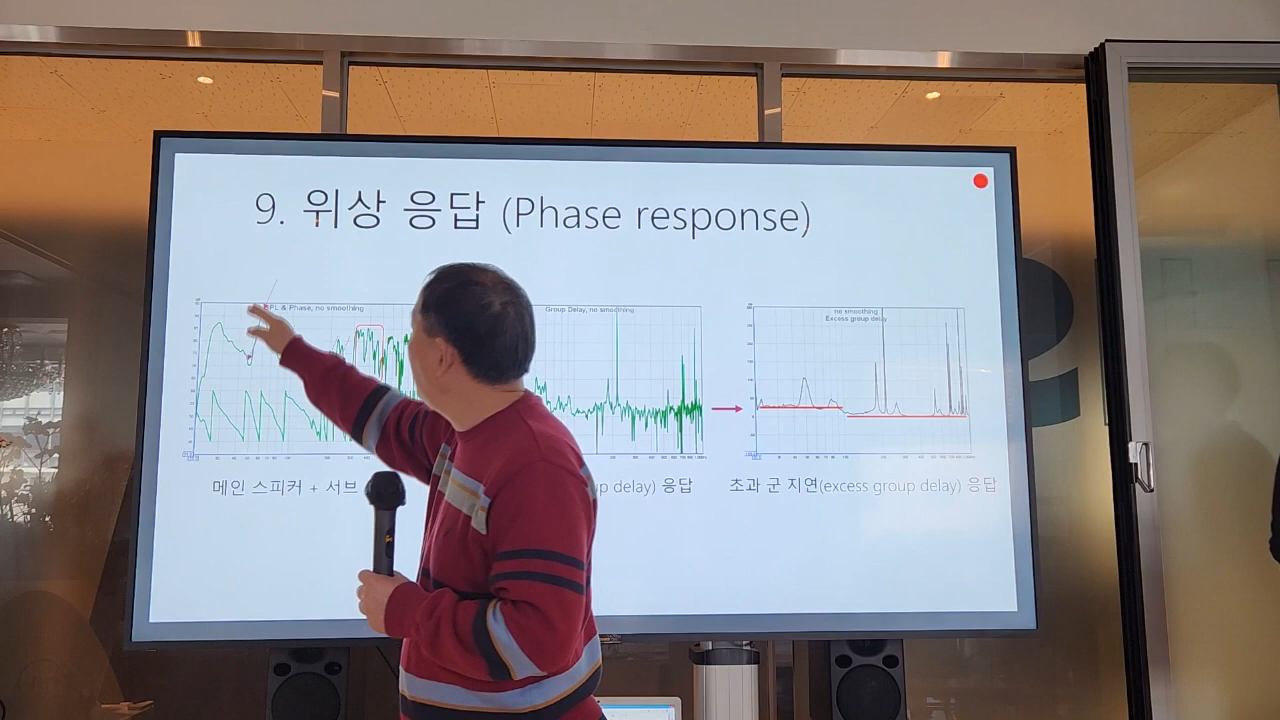 9. 위상 응답 (Phase response)
SPL & Phase, no smoothing
Group Delay, no smoothing
no smoothing
Excess group delay
메인 스피커 + 서브
p delay) 응답
초과 군 지연(excess group delay) 응답